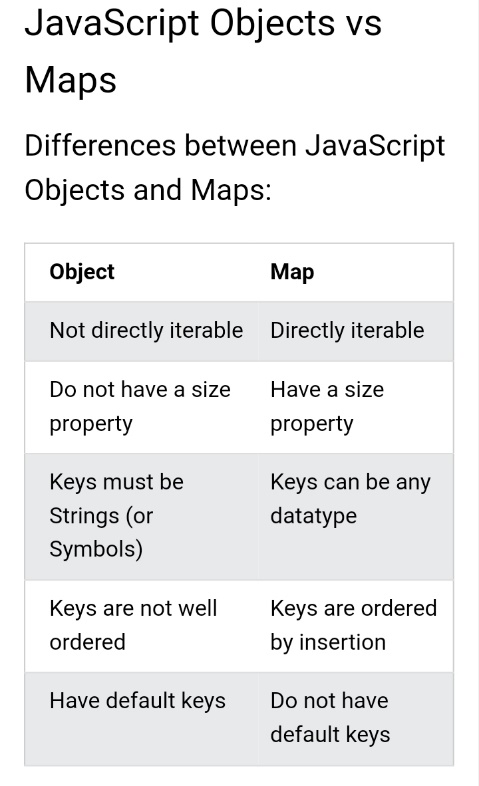 JavaScript Objects vs
Maps
Differences between JavaScript
Objects and Maps:
Object Map
Not directly iterable Directly iterable
Do not have a size
property
Have a size
property
Keys must be
Strings (or
Symbols)
Keys can be any
datatype
Keys are not well
ordered
Keys are ordered
by insertion
Have default keys
Do not have
default keys